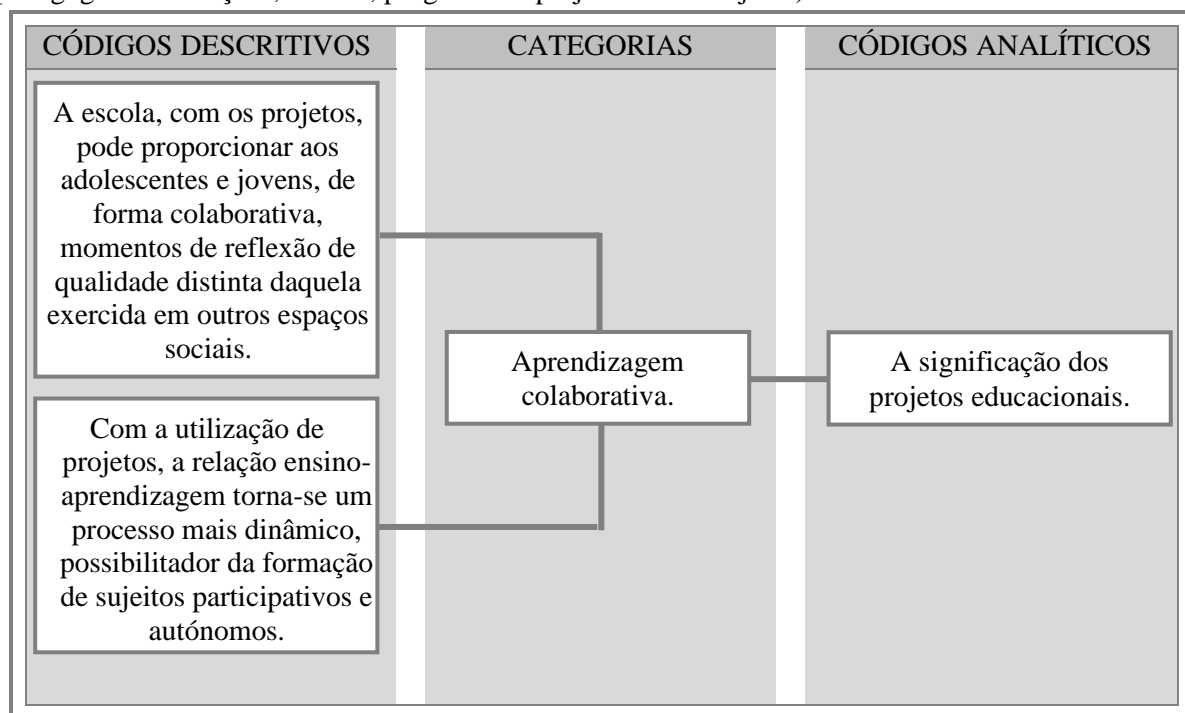 CÓDIGOS DESCRITIVOS
CATEGORIAS
CÓDIGOS ANALÍTICOS
A escola, com os projetos,
pode proporcionar aos
adolescentes e jovens, de
forma colaborativa,
momentos de reflexão de
qualidade distinta daquela
exercida em outros espaços
sociais.
Com a utilização de
projetos, a relação ensino-
aprendizagem torna-se um
processo mais dinâmico,
possibilitador da formação
de sujeitos participativos e
autónomos.
Aprendizagem
colaborativa.
A significação dos
projetos educacionais.